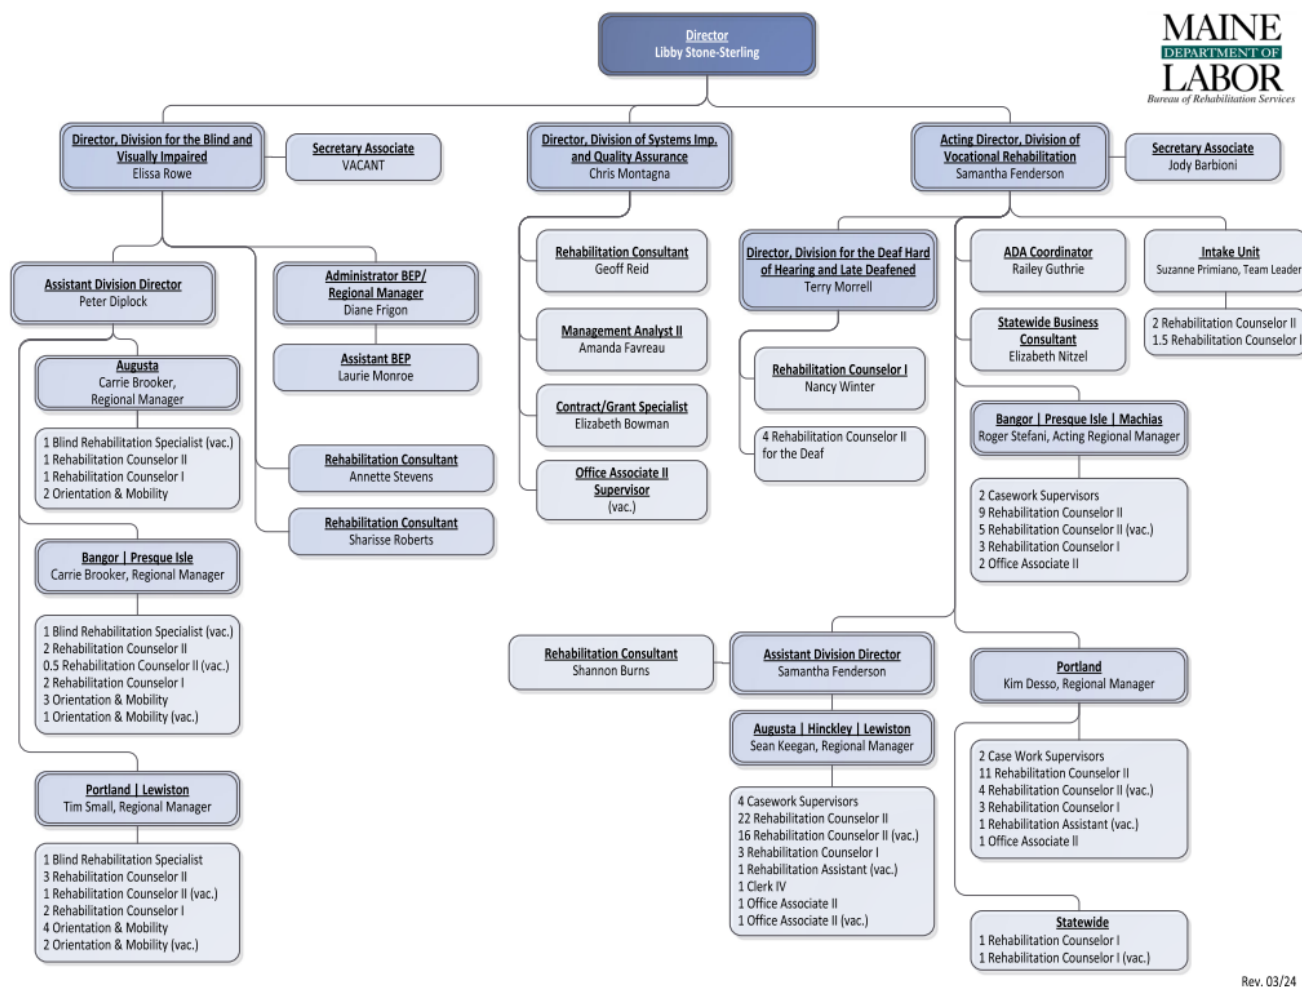 Director
Libby Stone-Sterling
MAINE
DEPARTMENT OF
LABOR
Bureau of Rehabilitation Services
Director, Division for the Blind and
Visually Impaired
Elissa Rowe
Secretary Associate
VACANT
Director, Division of Systems Imp.
and Quality Assurance
Chris Montagna
Acting Director, Division of
Vocational Rehabilitation
Samantha Fenderson
Secretary Associate
Jody Barbioni
Assistant Division Director
Peter Diplock
Administrator BEP/
Regional Manager
Diane Frigon
Assistant BEP
Laurie Monroe
Rehabilitation Consultant
Annette Stevens
Rehabilitation Consultant
Sharisse Roberts
Augusta
Carrie Brooker,
Regional Manager
1 Blind Rehabilitation Specialist (vac.)
1 Rehabilitation Counselor II
1 Rehabilitation Counselor I
2 Orientation & Mobility
Bangor | Presque Isle
Carrie Brooker, Regional Manager
1 Blind Rehabilitation Specialist (vac.)
2 Rehabilitation Counselor II
0.5 Rehabilitation Counselor II (vac.)
2 Rehabilitation Counselor I
3 Orientation & Mobility
1 Orientation & Mobility (vac.)
Portland | Lewiston
Tim Small, Regional Manager
1 Blind Rehabilitation Specialist
3 Rehabilitation Counselor II
1 Rehabilitation Counselor II (vac.)
2 Rehabilitation Counselor I
4 Orientation & Mobility
2 Orientation & Mobility (vac.)
Rehabilitation Consultant
Geoff Reid
Management Analyst II
Amanda Favreau
Contract/Grant Specialist
Elizabeth Bowman
Office Associate II
Supervisor
(vac.)
Director, Division for the Deaf Hard
of Hearing and Late Deafened
Terry Morrell
Rehabilitation Counselor I
Nancy Winter
4 Rehabilitation Counselor II
for the Deaf
ADA Coordinator
Railey Guthrie
Statewide Business
Consultant
Elizabeth Nitzel
Intake Unit
Suzanne Primiano, Team Leader
2 Rehabilitation Counselor II
1.5 Rehabilitation Counselor I
Bangor | Presque Isle | Machias
Roger Stefani, Acting Regional Manager
2 Casework Supervisors
9 Rehabilitation Counselor II
5 Rehabilitation Counselor II (vac.)
3 Rehabilitation Counselor I
2 Office Associate II
Rehabilitation Consultant
Shannon Burns
Assistant Division Director
Samantha Fenderson
Augusta | Hinckley | Lewiston
Sean Keegan, Regional Manager
4 Casework Supervisors
22 Rehabilitation Counselor II
16 Rehabilitation Counselor II (vac.)
3 Rehabilitation Counselor I
1 Rehabilitation Assistant (vac.)
1 Clerk IV
1 Office Associate II
1 Office Associate II (vac.)
Portland
Kim Desso, Regional Manager
2 Case Work Supervisors
11 Rehabilitation Counselor II
4 Rehabilitation Counselor II (vac.)
3 Rehabilitation Counselor I
1 Rehabilitation Assistant (vac.)
1 Office Associate II
Statewide
1 Rehabilitation Counselor I
1 Rehabilitation Counselor I (vac.)
Rev. 03/24